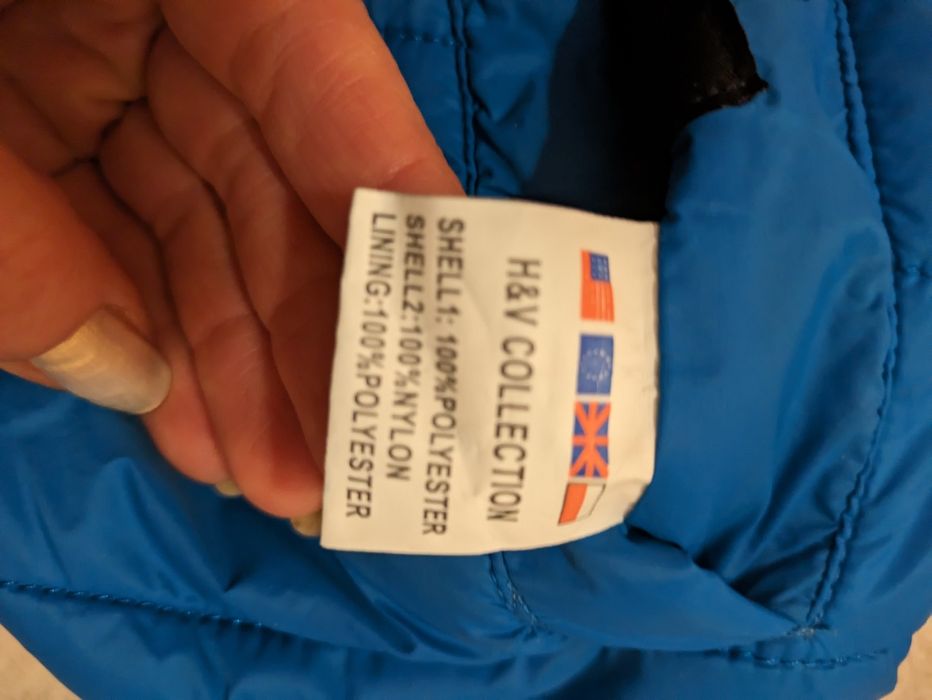 H&V COLLECTION
SHELL1: 100%POLYESTER
SHELL2:100%NYLON
LINING:100%POLYESTER